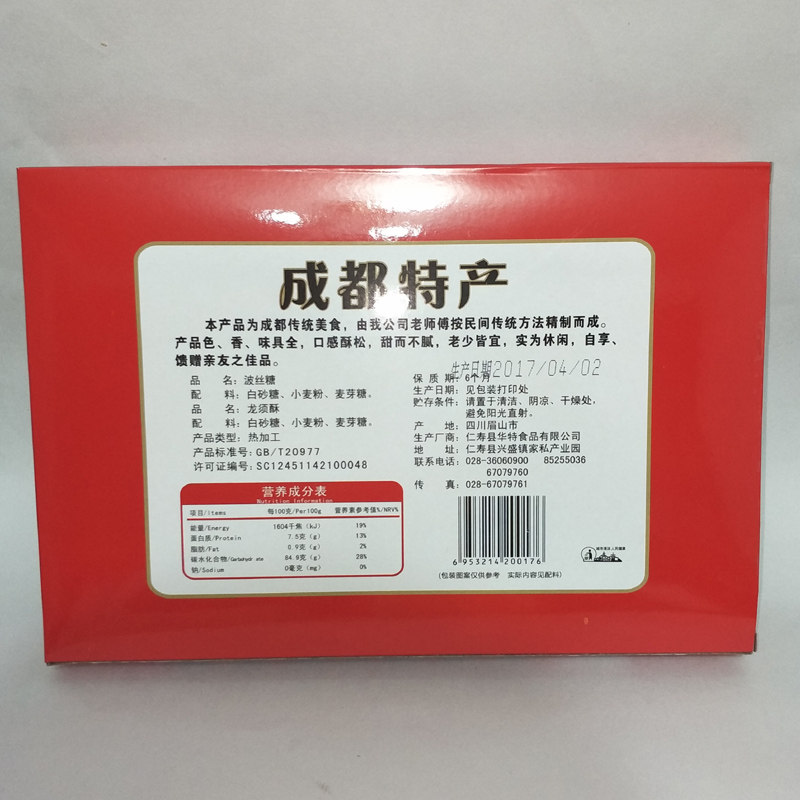 成都特产
本产品为成都传统美食，由我公司老师傅按民间传统方法精制而成。
产品色、香、味具全，口感酥松，甜而不腻，老少皆宜，实为休闲，自享、
馈赠亲友之佳品。
生产日期2017/04/02
品 名：波丝糖
配 料：白砂糖、小麦粉、麦芽糖。
品 名：龙须酥
配 料：白砂糖、小麦粉、麦芽糖。
产品类型：热加工
产品标准号：GB/T20977
许可证编号：SC12451142100048
保 质 期：6个月
生产日期：见包装打印处
贮存条件：请置于清洁、阴凉、干燥处，
避免阳光直射。
产 地：四川眉山市
生产厂商：仁寿县华特食品有限公司
地 址：仁寿县兴盛镇家私产业园
联系电话：028-36060900 85255036
67079760
传 真：028-67079761
营养成分表
Nutrition Information
项目/Items 每100克/Per100g 营养素参考值%/NRV%
能量/Energy 1604千焦（kJ） 19%
蛋白质/Protein 7.5克（g） 13%
脂肪/Fat 0.9克（g） 2%
碳水化合物/Carbohydr ate 84.9克（g） 28%
钠/Sodium 0毫克（mg） 0%
6 953214 200176
(包装图案仅供参考 实际内容见配料)